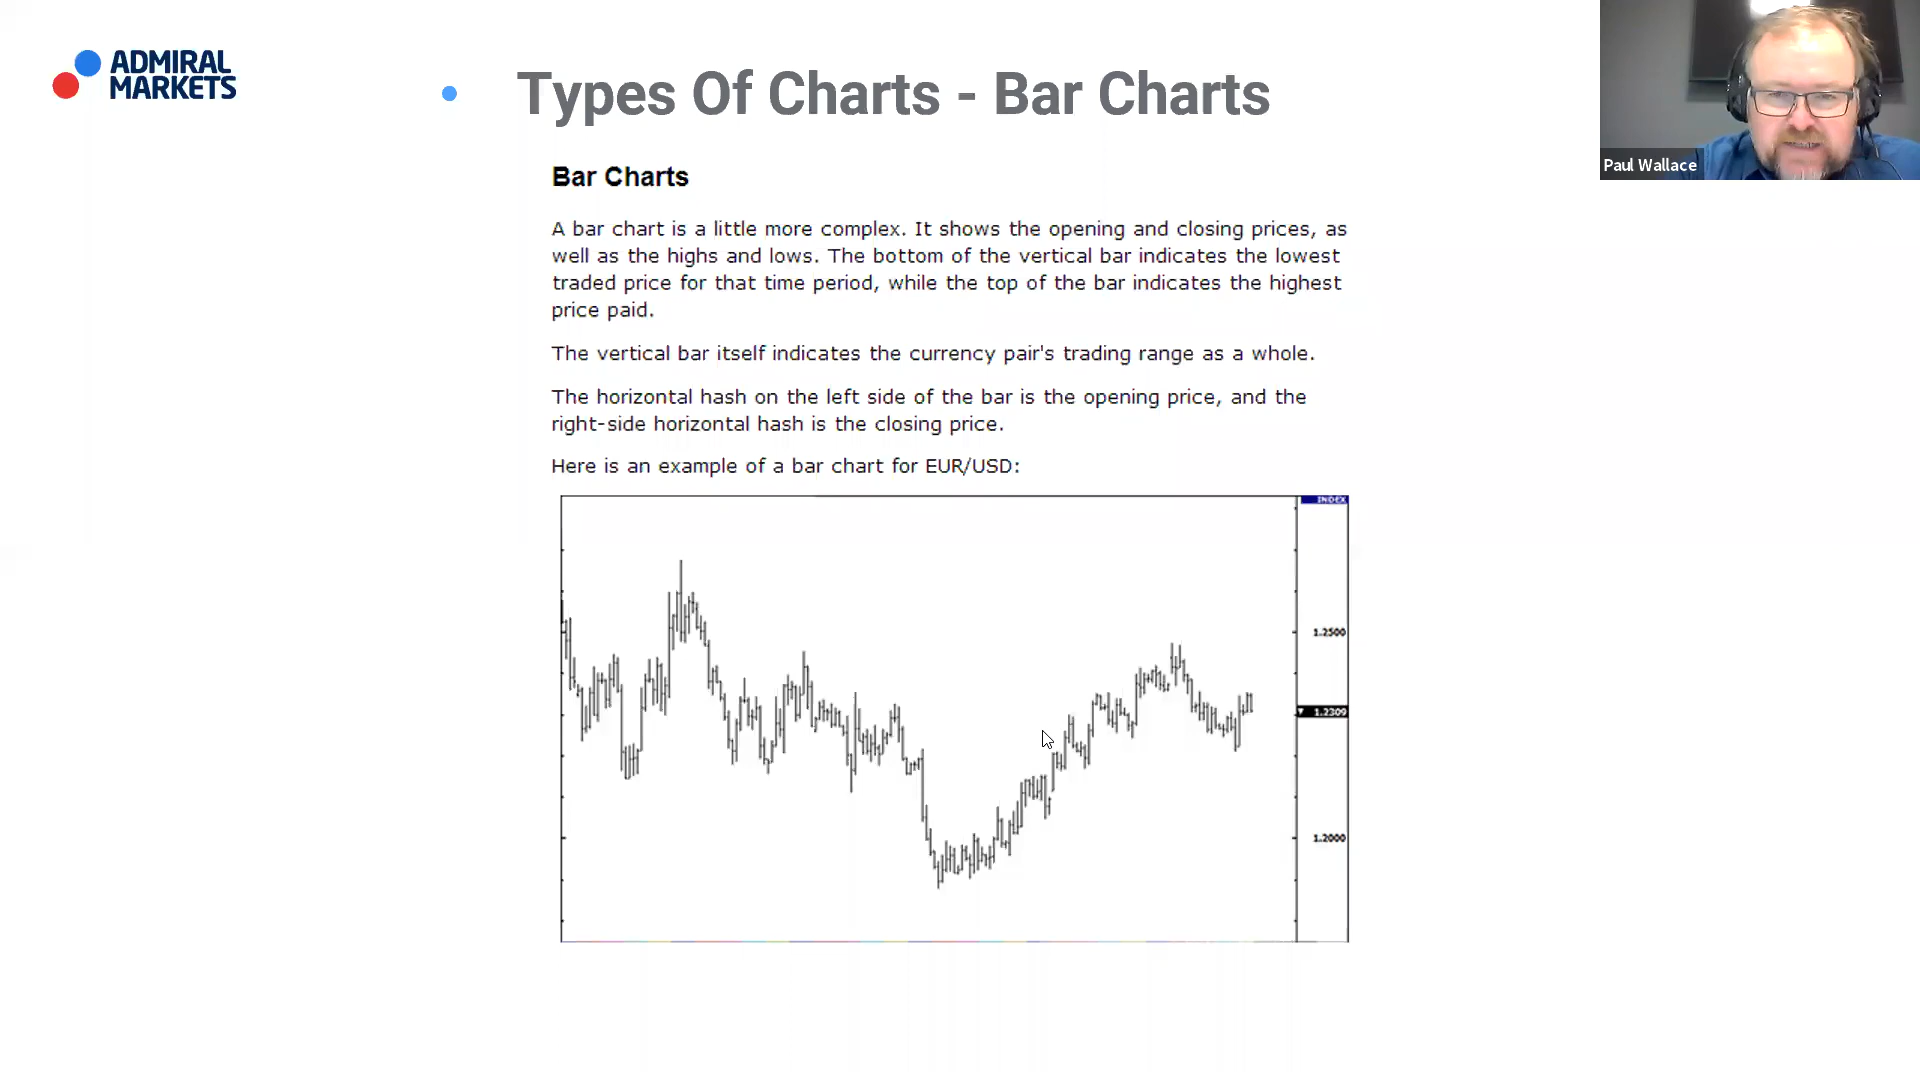 ADMIRAL
MARKETS
Types Of Charts - Bar Charts
Paul Wallace
Bar Charts
A bar chart is a little more complex. It shows the opening and closing prices, as
well as the highs and lows. The bottom of the vertical bar indicates the lowest
traded price for that time period, while the top of the bar indicates the highest
price paid.
The vertical bar itself indicates the currency pair's trading range as a whole.
The horizontal hash on the left side of the bar is the opening price, and the
right-side horizontal hash is the closing price.
Here is an example of a bar chart for EUR/USD:
INDEX
1.2500
1.2309
1.2000